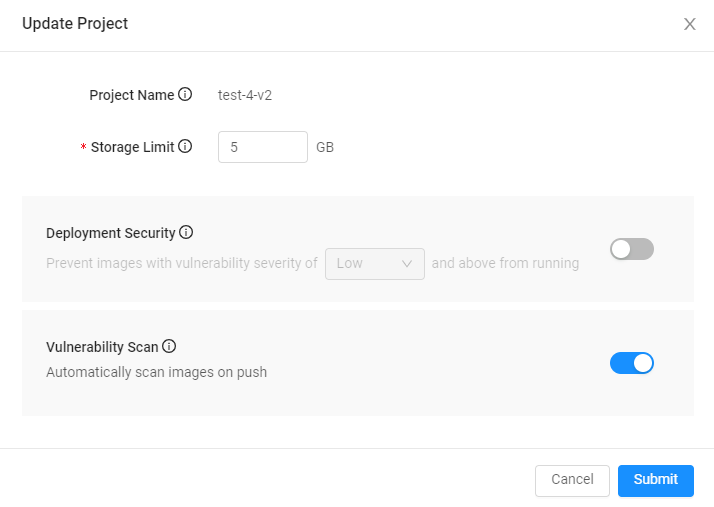 Update Project
Project Name
test-4-v2
* Storage Limit
5
GB
Deployment Security
Prevent images with vulnerability severity of Low and above from running
Vulnerability Scan
Automatically scan images on push
Cancel
Submit